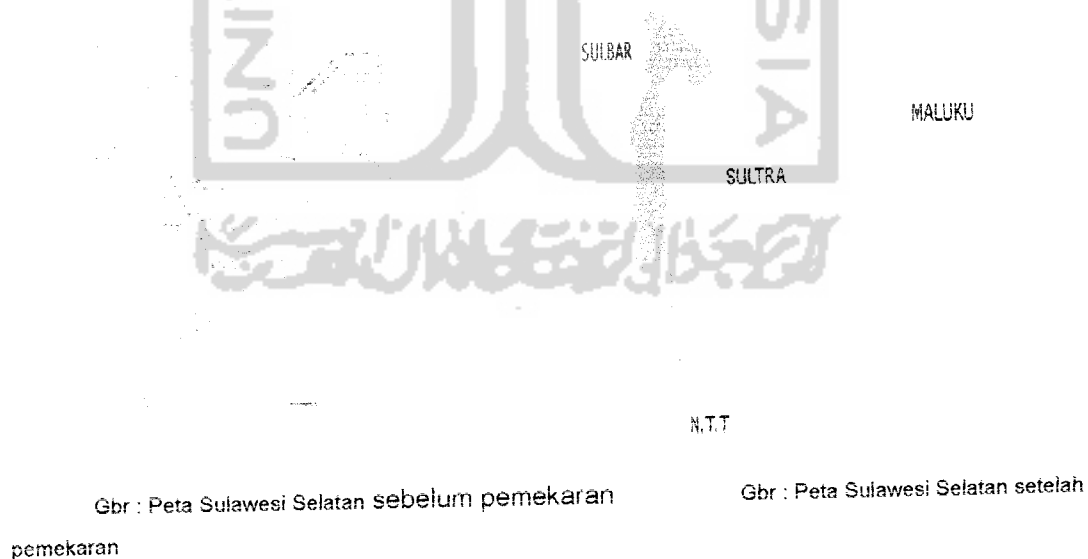 SULBAR
MALUKU
SULTRA
N.T.T
Gbr : Peta Sulawesi Selatan sebelum pemekaran
Gbr : Peta Sulawesi Selatan setelah
pemekaran